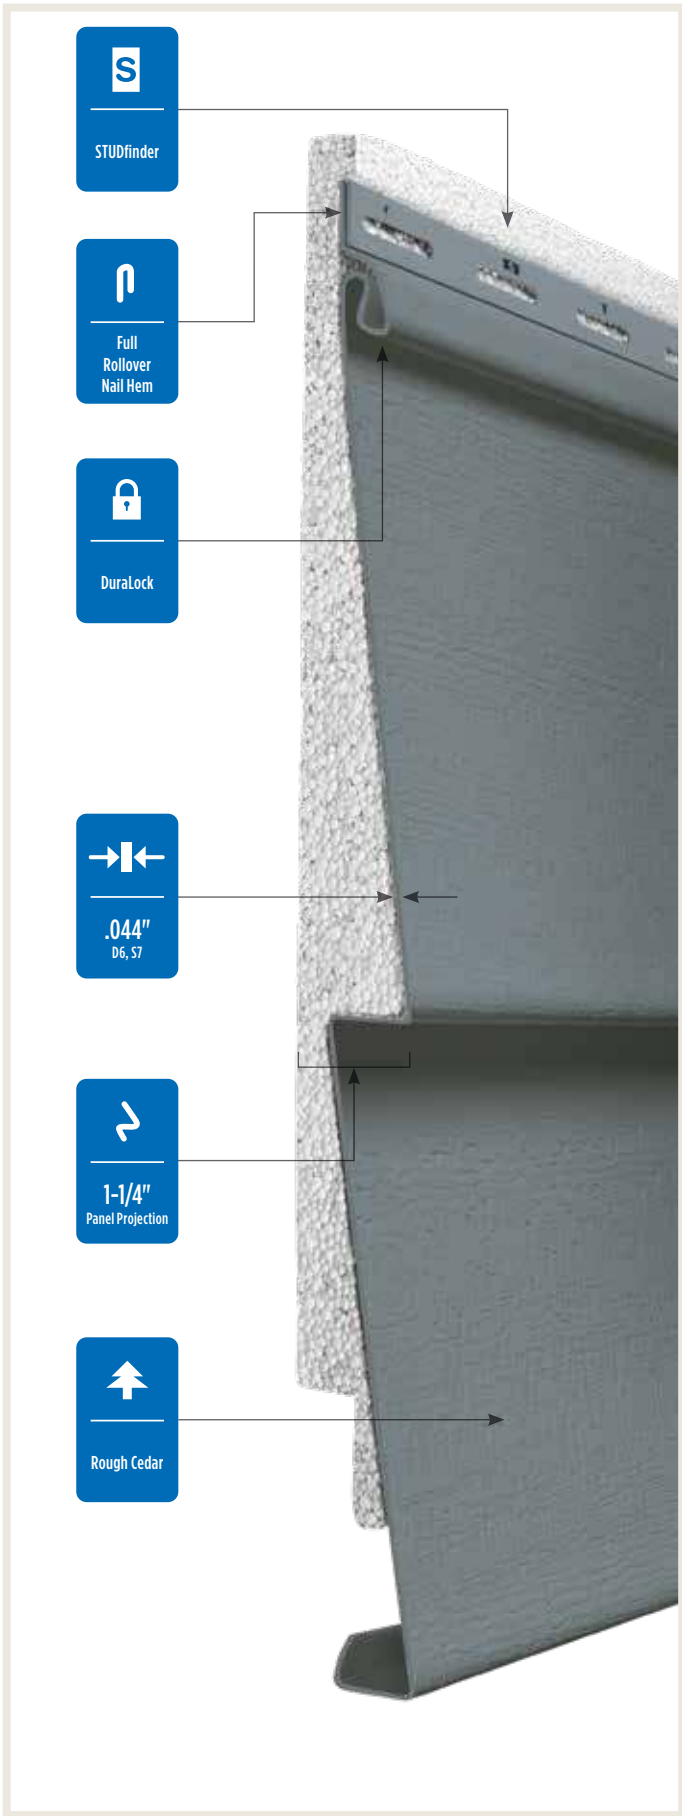 S
STUDfinder
Full
Rollover
Nail Hem
DuraLock
.044"
D6, S7
1-1/4"
Panel Projection
Rough Cedar